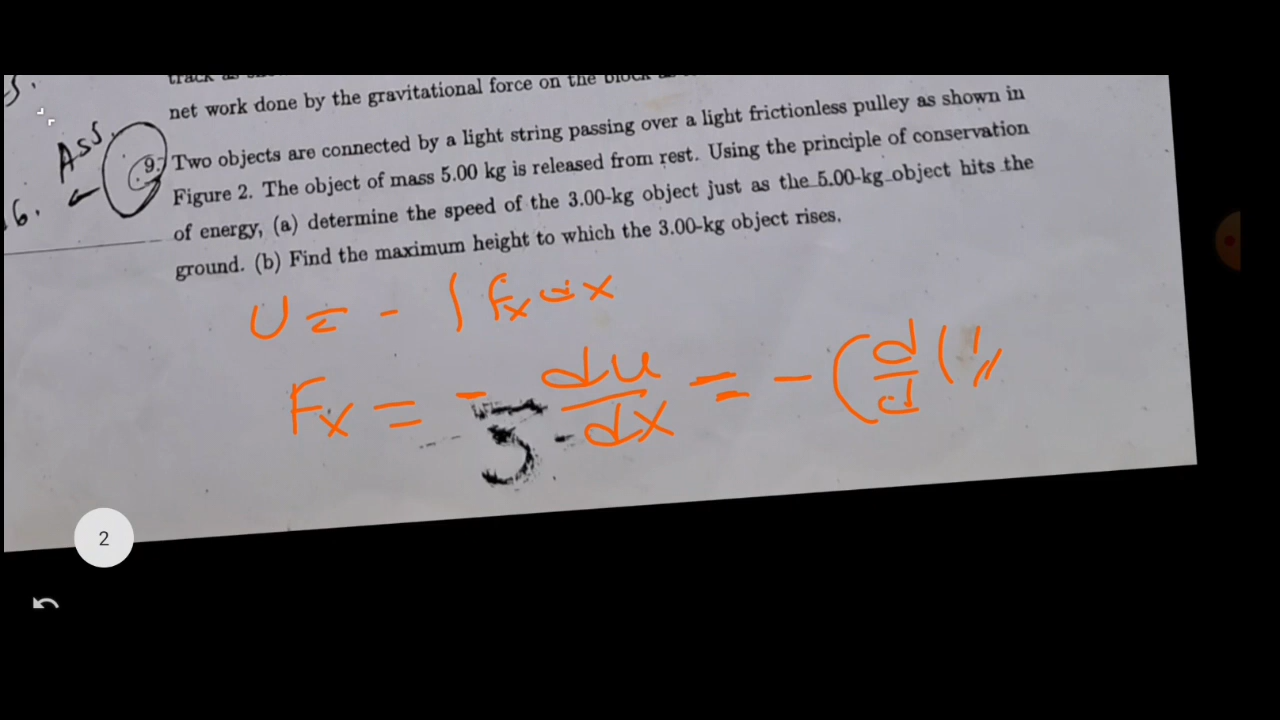 net work done by the gravitational force on the block
Ass.
9. Two objects are connected by a light string passing over a light frictionless pulley as shown in
Figure 2. The object of mass 5.00 kg is released from rest. Using the principle of conservation
6.
of energy, (a) determine the speed of the 3.00-kg object just as the 5.00-kg object hits the
ground. (b) Find the maximum height to which the 3.00-kg object rises.
U = - ∫ Fx dx
Fx = - du/dx = - (d/d (
5
2